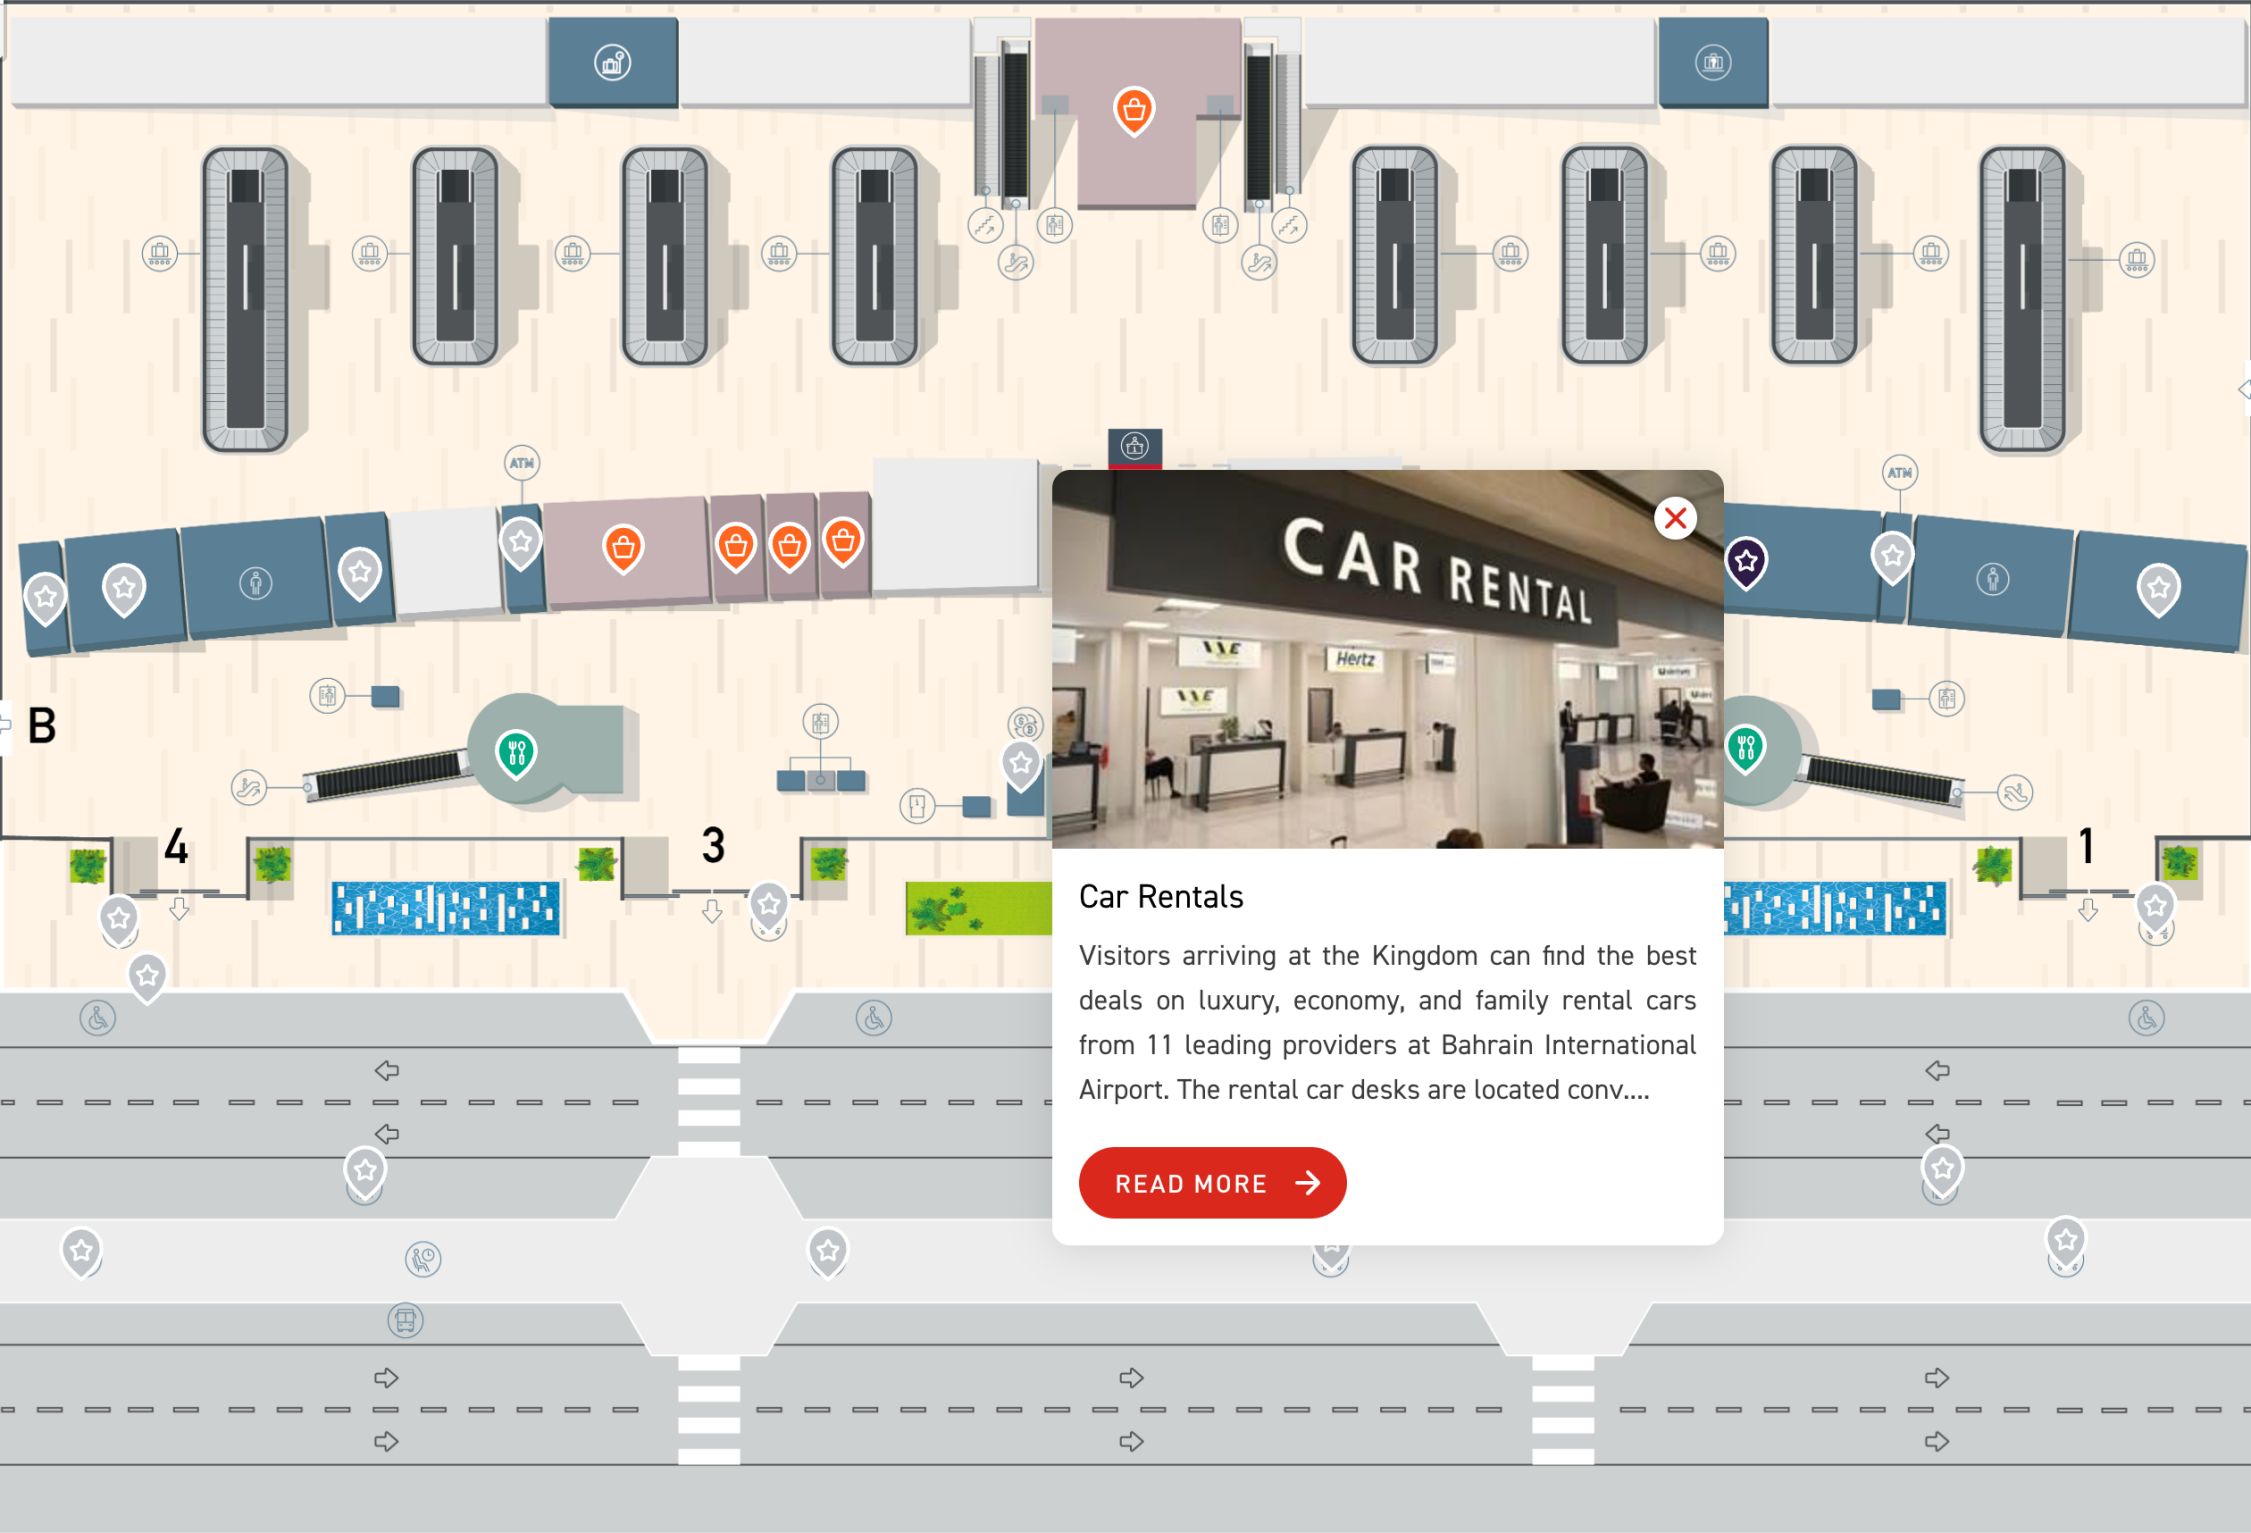 ATM
ATM
CAR RENTAL
Hertz
B
4
3
1
Car Rentals
Visitors arriving at the Kingdom can find the best
deals on luxury, economy, and family rental cars
from 11 leading providers at Bahrain International
Airport. The rental car desks are located conv....
READ MORE